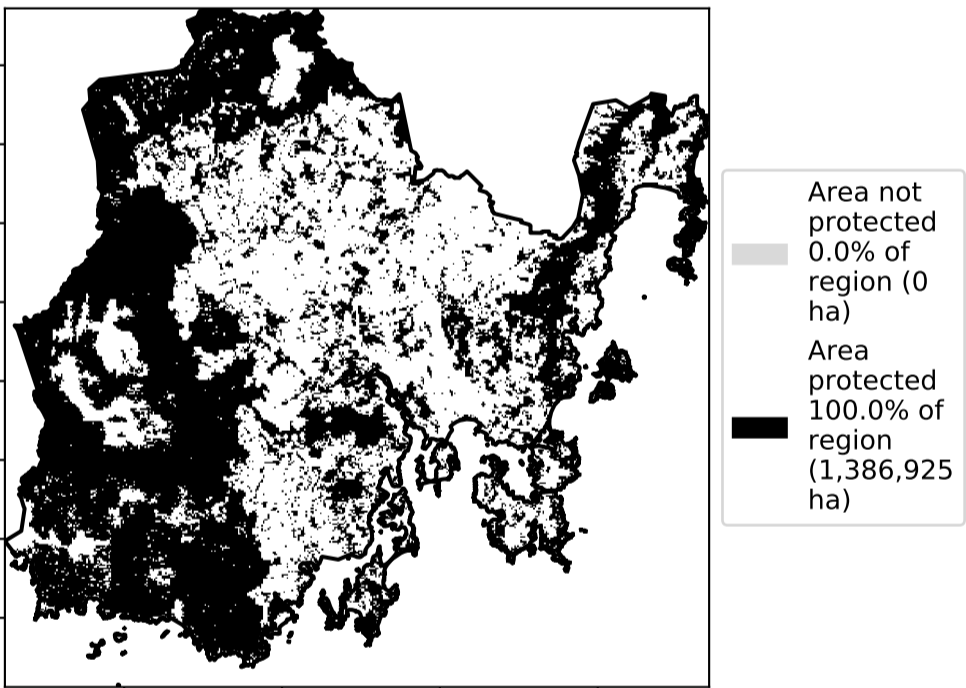 Area not
protected
0.0% of
region (0
ha)
Area
protected
100.0% of
region
(1,386,925
ha)